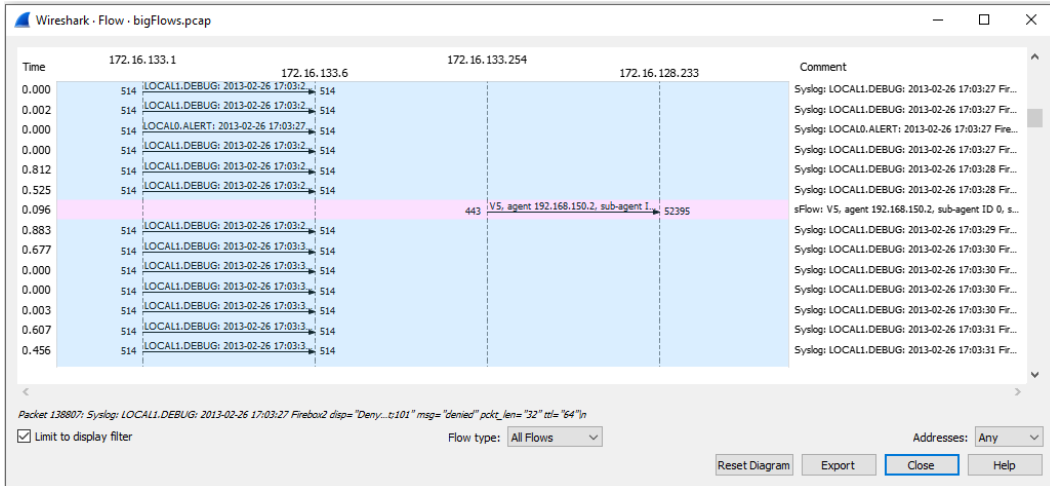 Wireshark · Flow · bigFlows.pcap
Time 172.16.133.1 172.16.133.6 172.16.133.254 172.16.128.233 Comment
0.000 514 LOCAL1.DEBUG: 2013-02-26 17:03:2... 514 Syslog: LOCAL1.DEBUG: 2013-02-26 17:03:27 Fir...
0.002 514 LOCAL1.DEBUG: 2013-02-26 17:03:2... 514 Syslog: LOCAL1.DEBUG: 2013-02-26 17:03:27 Fir...
0.000 514 LOCAL0.ALERT: 2013-02-26 17:03:27... 514 Syslog: LOCAL0.ALERT: 2013-02-26 17:03:27 Fire...
0.000 514 LOCAL1.DEBUG: 2013-02-26 17:03:2... 514 Syslog: LOCAL1.DEBUG: 2013-02-26 17:03:27 Fir...
0.812 514 LOCAL1.DEBUG: 2013-02-26 17:03:2... 514 Syslog: LOCAL1.DEBUG: 2013-02-26 17:03:28 Fir...
0.525 514 LOCAL1.DEBUG: 2013-02-26 17:03:2... 514 Syslog: LOCAL1.DEBUG: 2013-02-26 17:03:28 Fir...
0.096 443 V5, agent 192.168.150.2, sub-agent I... 52395 sFlow: V5, agent 192.168.150.2, sub-agent ID 0, s...
0.883 514 LOCAL1.DEBUG: 2013-02-26 17:03:2... 514 Syslog: LOCAL1.DEBUG: 2013-02-26 17:03:29 Fir...
0.677 514 LOCAL1.DEBUG: 2013-02-26 17:03:3... 514 Syslog: LOCAL1.DEBUG: 2013-02-26 17:03:30 Fir...
0.000 514 LOCAL1.DEBUG: 2013-02-26 17:03:3... 514 Syslog: LOCAL1.DEBUG: 2013-02-26 17:03:30 Fir...
0.000 514 LOCAL1.DEBUG: 2013-02-26 17:03:3... 514 Syslog: LOCAL1.DEBUG: 2013-02-26 17:03:30 Fir...
0.003 514 LOCAL1.DEBUG: 2013-02-26 17:03:3... 514 Syslog: LOCAL1.DEBUG: 2013-02-26 17:03:30 Fir...
0.607 514 LOCAL1.DEBUG: 2013-02-26 17:03:3... 514 Syslog: LOCAL1.DEBUG: 2013-02-26 17:03:31 Fir...
0.456 514 LOCAL1.DEBUG: 2013-02-26 17:03:3... 514 Syslog: LOCAL1.DEBUG: 2013-02-26 17:03:31 Fir...
Packet 138807: Syslog: LOCAL1.DEBUG: 2013-02-26 17:03:27 Firebox2 disp="Deny...t;101" msg="denied" pckt_len="32" ttl="64"\n
Limit to display filter Flow type: All Flows Addresses: Any
Reset Diagram Export Close Help